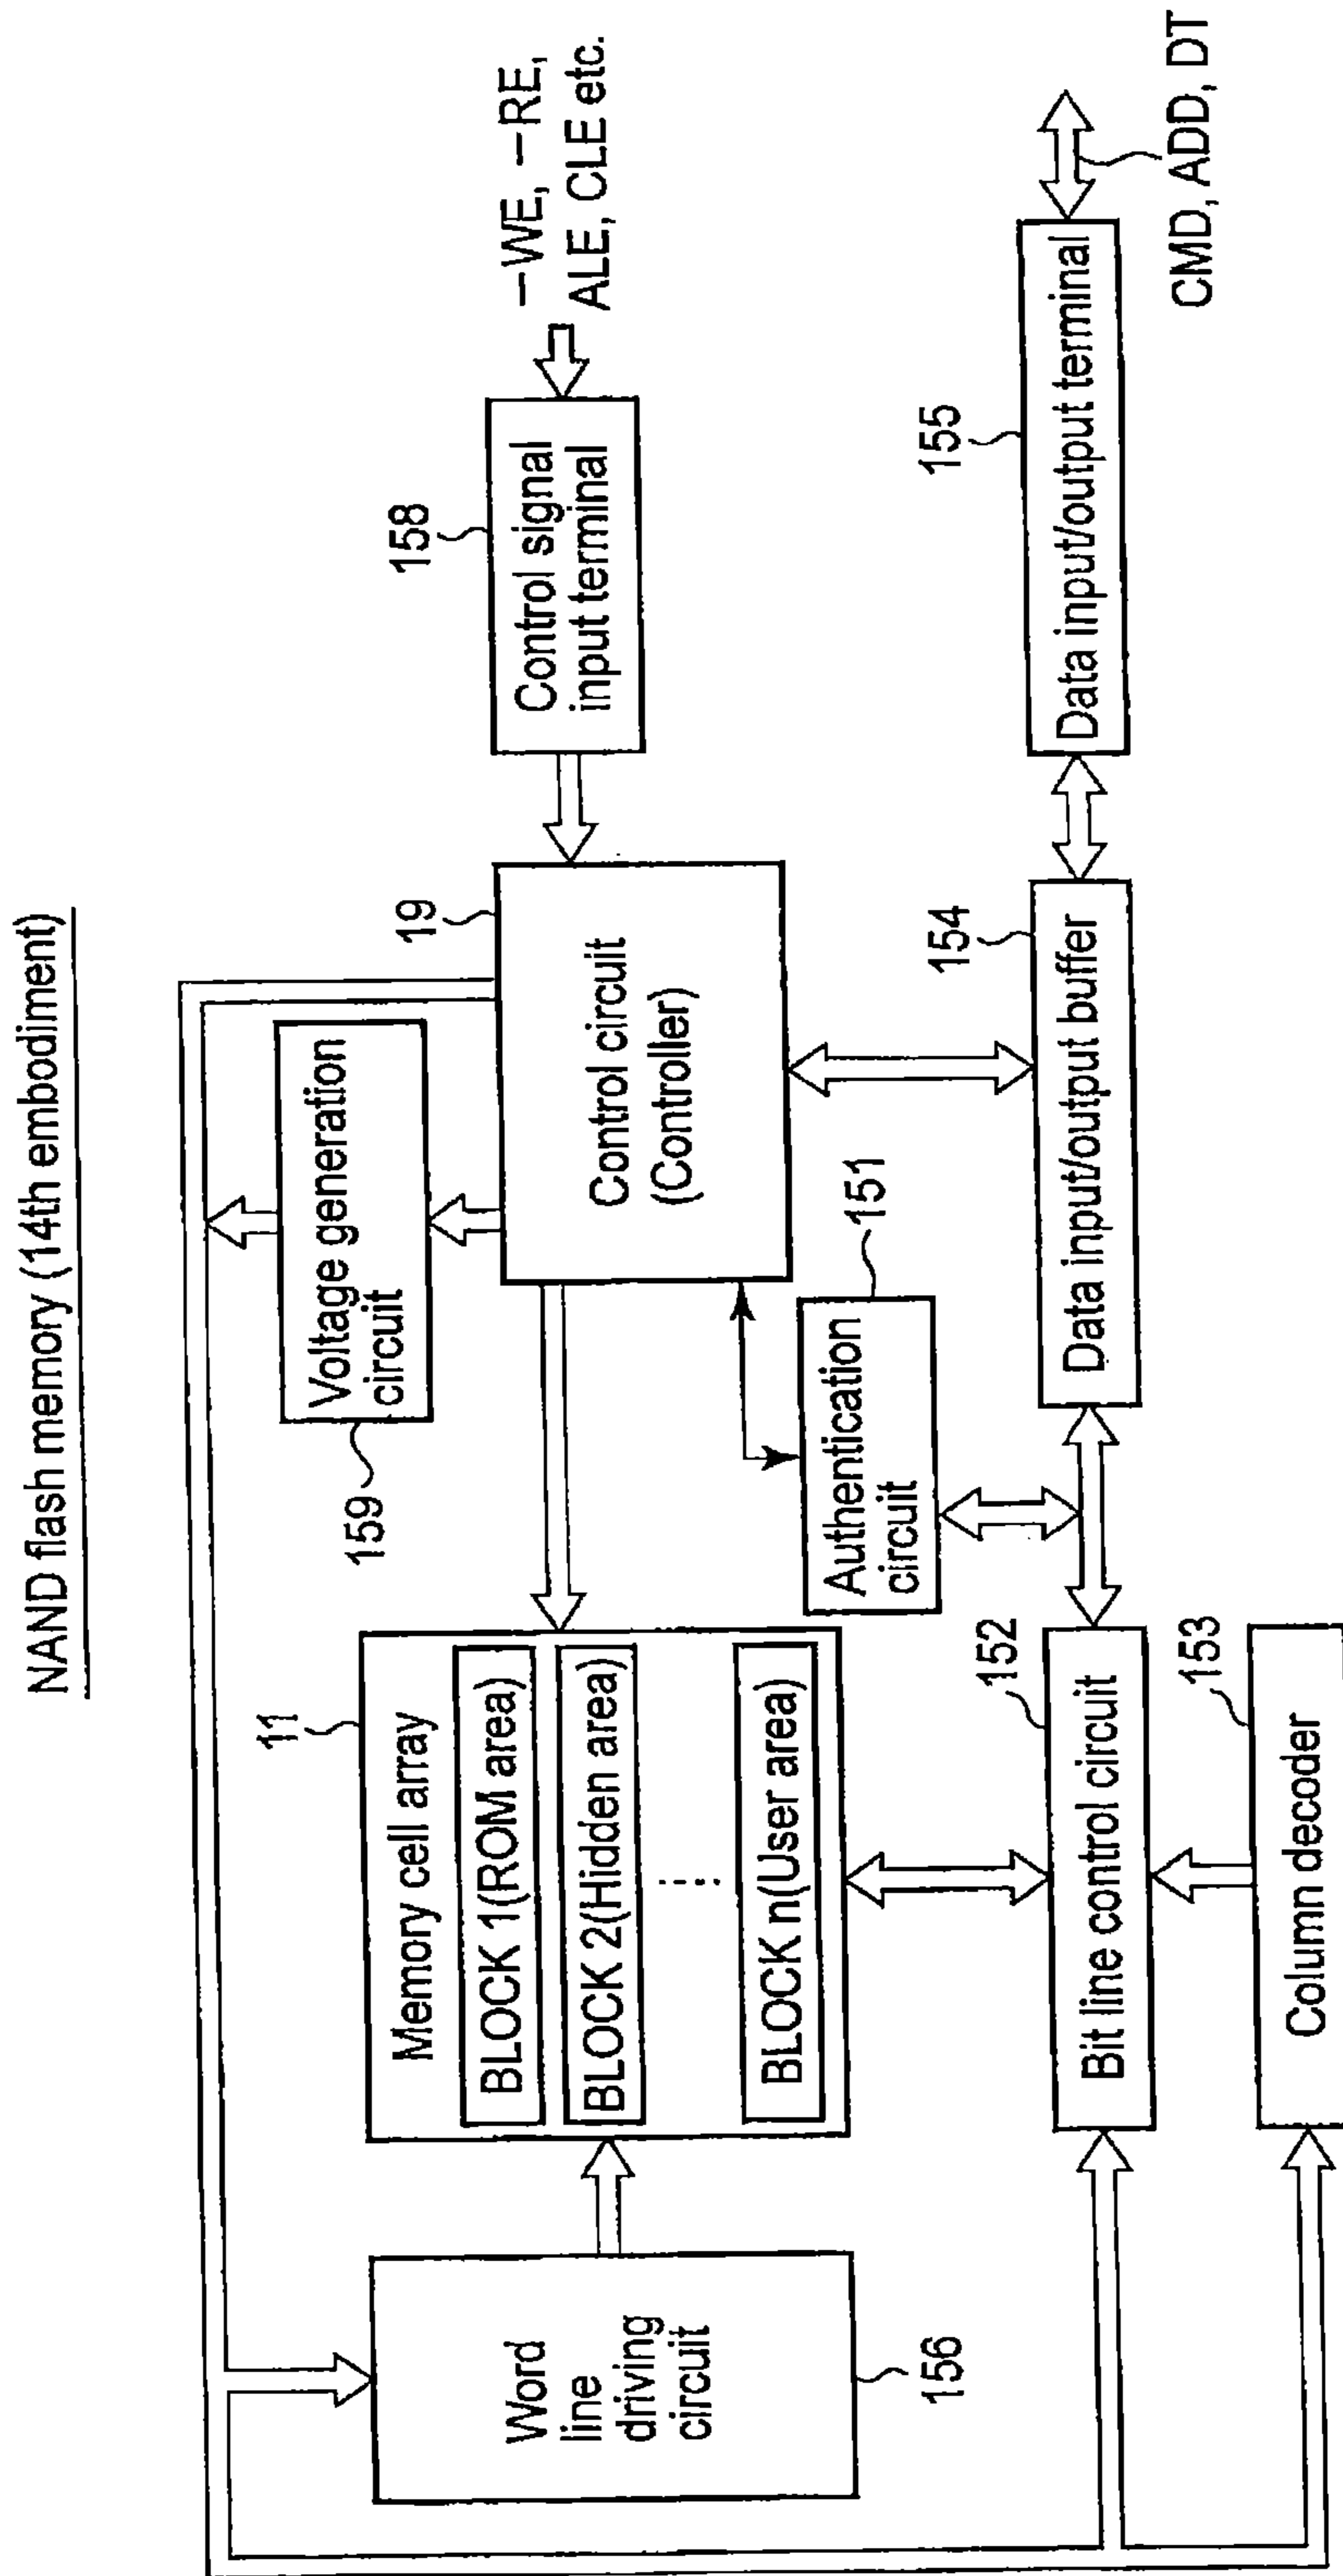 NAND flash memory (14th embodiment)
-WE, -RE,
ALE, CLE etc.
158
Control signal
input terminal
19
Control circuit
(Controller)
Voltage generation
circuit
159
11
Memory cell array
BLOCK 1(ROM area)
BLOCK 2(Hidden area)
BLOCK n(User area)
Word
line
driving
circuit
156
151
Authentication
circuit
152
Bit line control circuit
153
Column decoder
154
Data input/output buffer
155
Data input/output terminal
CMD, ADD, DT